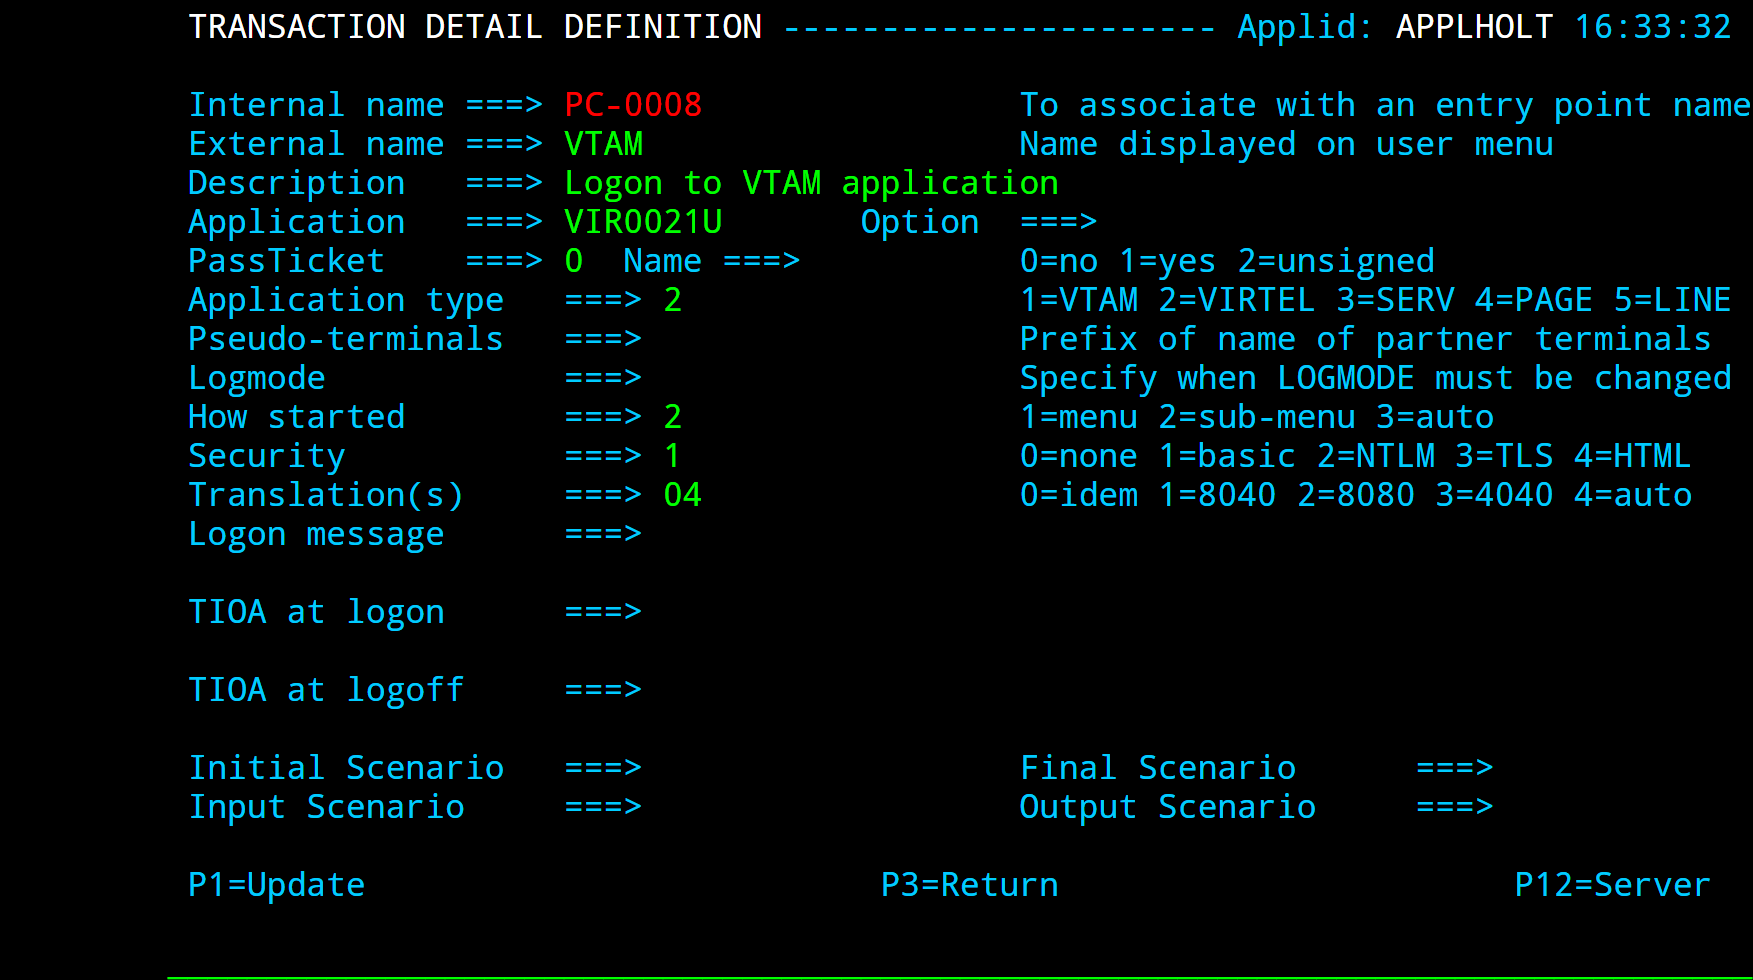 TRANSACTION DETAIL DEFINITION ---------------------- Applid: APPLHOLT 16:33:32
Internal name ===> PC-0008 To associate with an entry point name
External name ===> VTAM Name displayed on user menu
Description ===> Logon to VTAM application
Application ===> VIR0021U Option ===>
PassTicket ===> 0 Name ===> 0=no 1=yes 2=unsigned
Application type ===> 2 1=VTAM 2=VIRTEL 3=SERV 4=PAGE 5=LINE
Pseudo-terminals ===> Prefix of name of partner terminals
Logmode ===> Specify when LOGMODE must be changed
How started ===> 2 1=menu 2=sub-menu 3=auto
Security ===> 1 0=none 1=basic 2=NTLM 3=TLS 4=HTML
Translation(s) ===> 04 0=idem 1=8040 2=8080 3=4040 4=auto
Logon message ===>
TIOA at logon ===>
TIOA at logoff ===>
Initial Scenario ===> Final Scenario ===>
Input Scenario ===> Output Scenario ===>
P1=Update P3=Return P12=Server